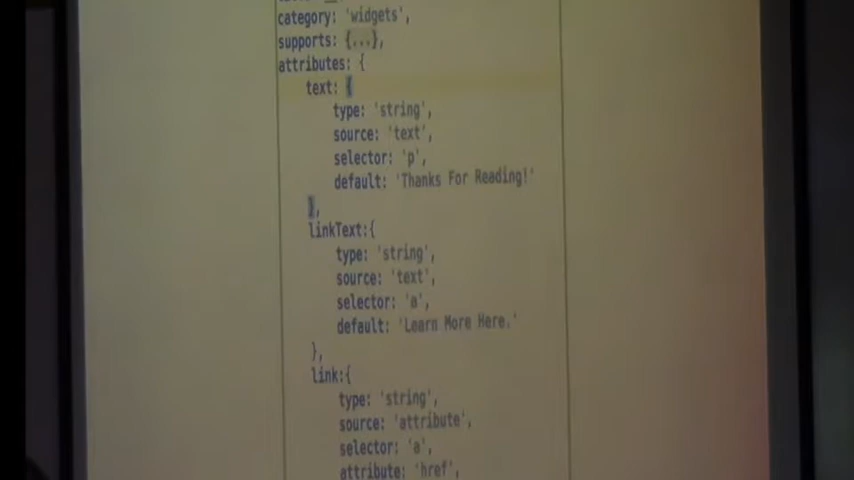 category: 'widgets',
supports: {...},
attributes: {
text: {
type: 'string',
source: 'text',
selector: 'p',
default: 'Thanks For Reading!'
},
linkText:{
type: 'string',
source: 'text',
selector: 'a',
default: 'Learn More Here.'
},
link:{
type: 'string',
source: 'attribute',
selector: 'a',
attribute: 'href',